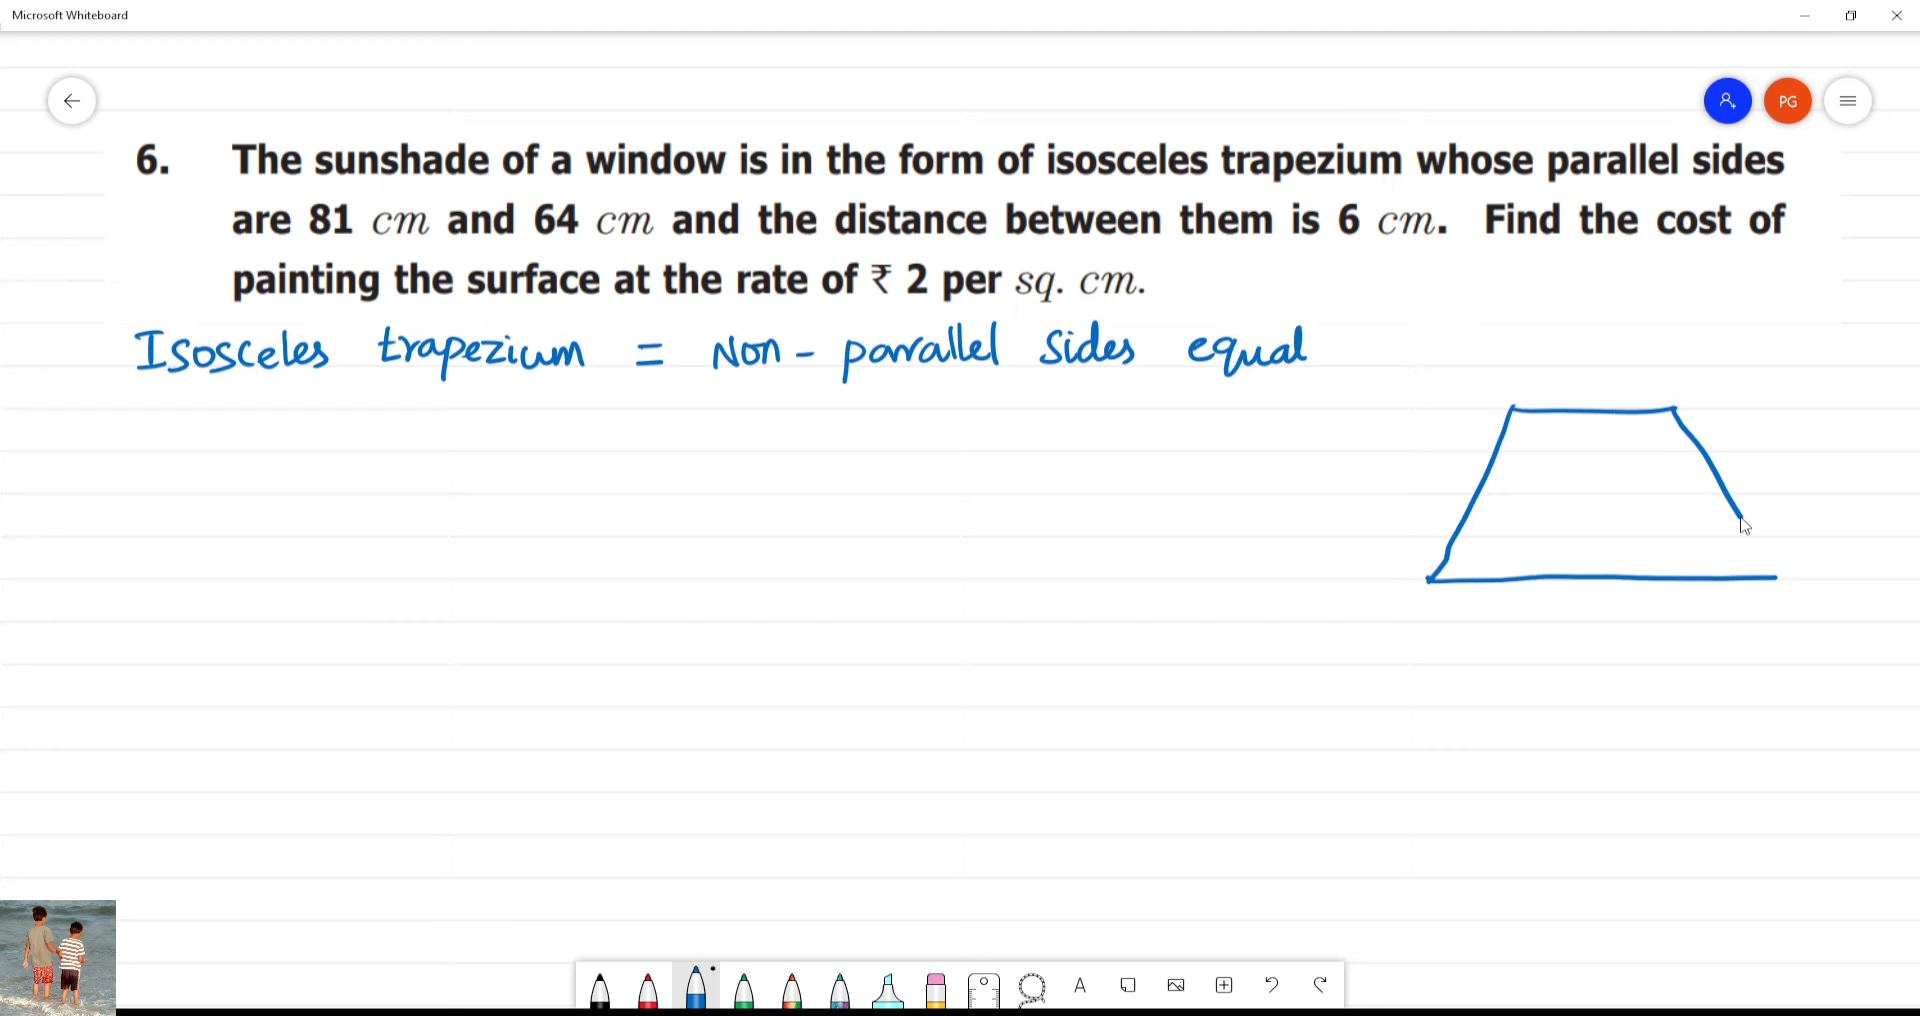 Microsoft Whiteboard
PG
6. The sunshade of a window is in the form of isosceles trapezium whose parallel sides
are 81 cm and 64 cm and the distance between them is 6 cm. Find the cost of
painting the surface at the rate of ₹ 2 per sq. cm.
Isosceles trapezium = Non - parallel sides equal
A